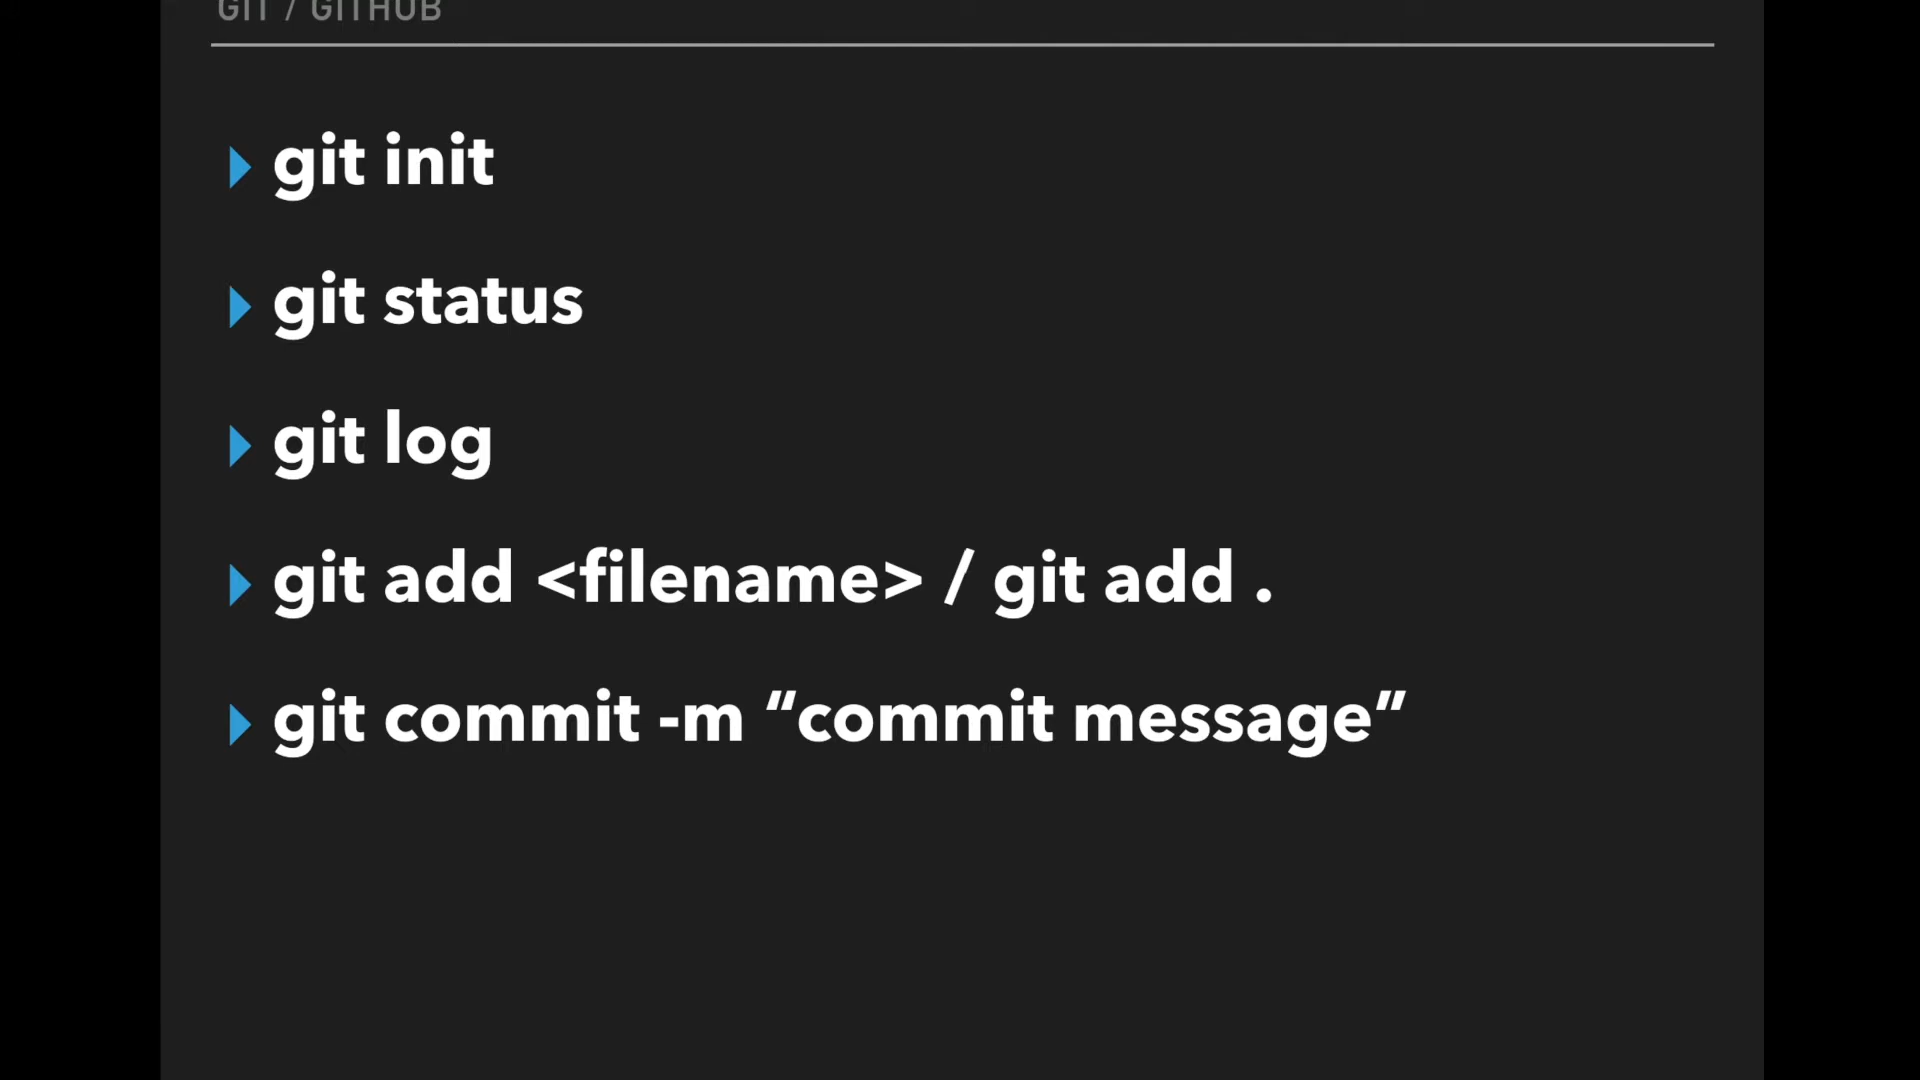 GIT / GITHUB
git init
git status
git log
git add <filename> / git add .
git commit -m “commit message”